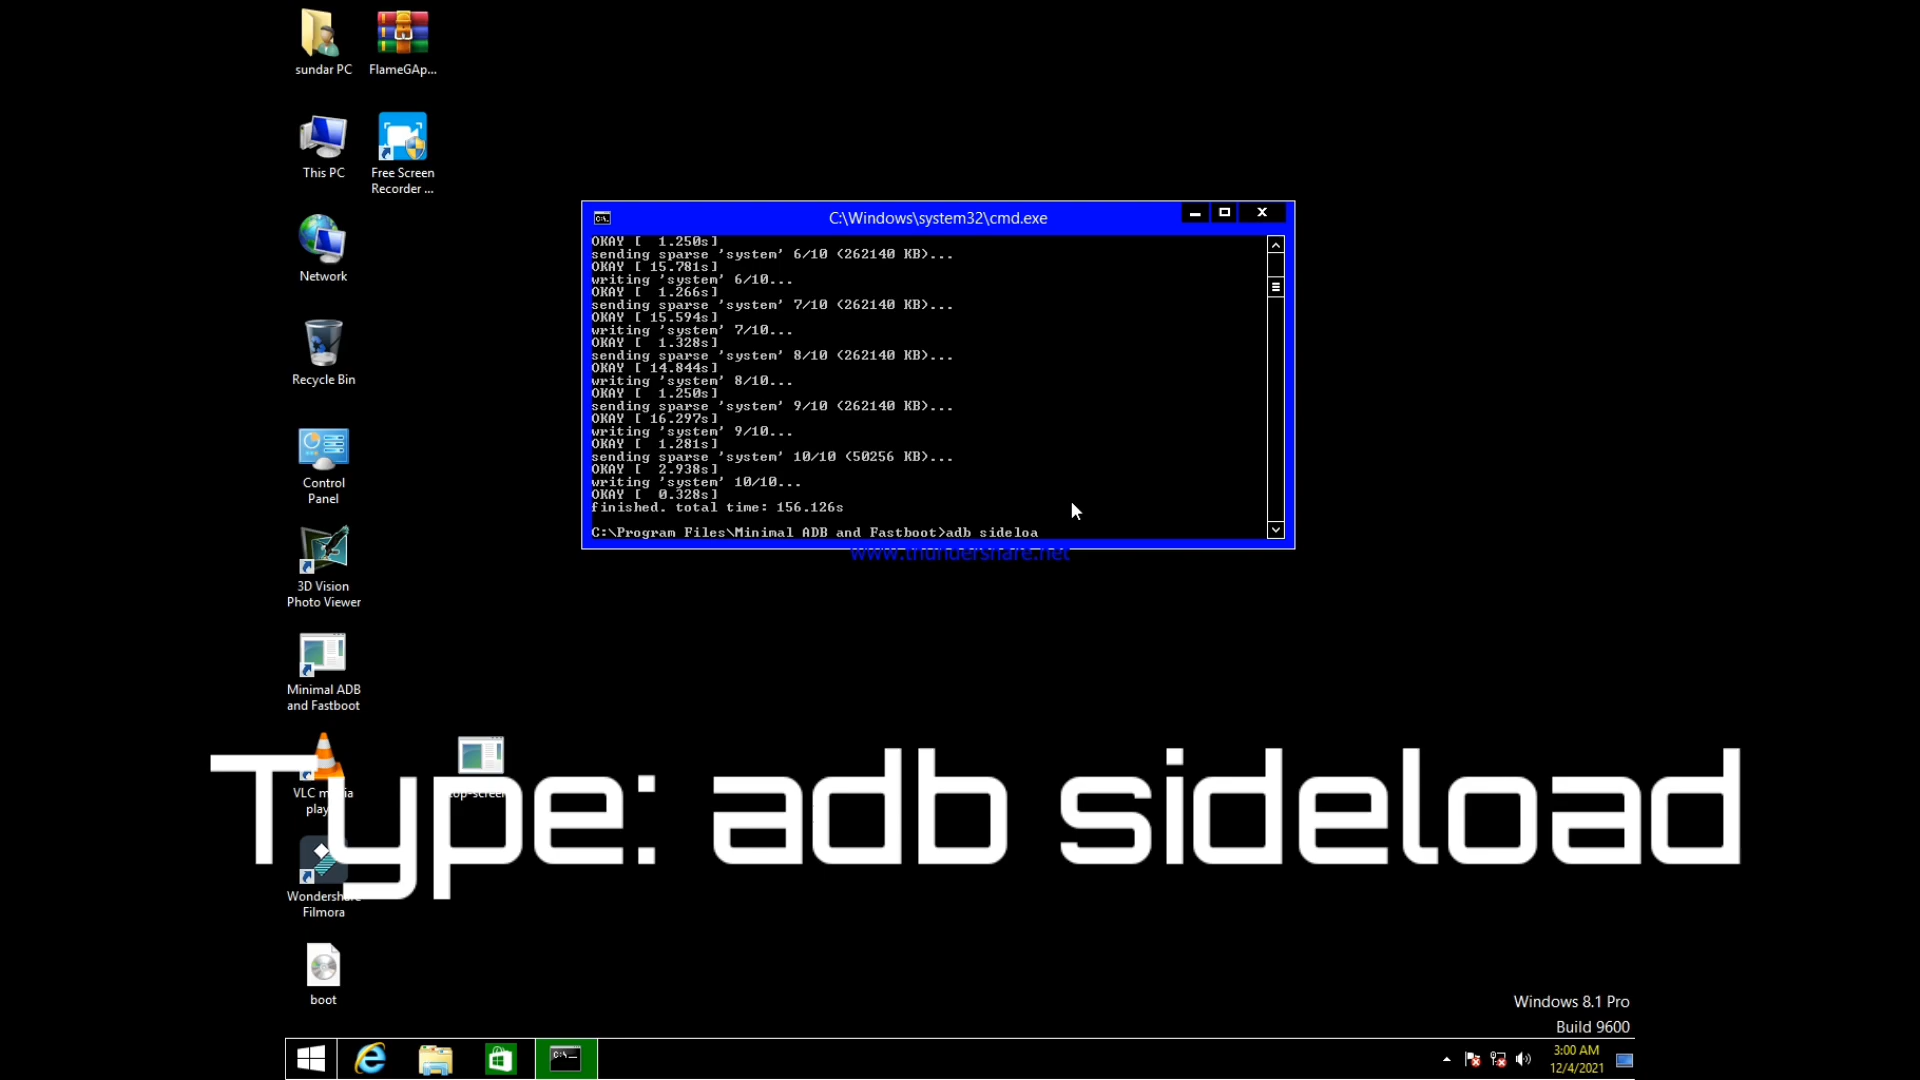 sundar PC
FlameGAp...
This PC
Free Screen
Recorder ...
Network
Recycle Bin
Control
Panel
3D Vision
Photo Viewer
Minimal ADB
and Fastboot
VLC media
Wondershare
Filmora
boot
C:\Windows\system32\cmd.exe
OKAY [  1.250s]
sending sparse 'system' 6/10 (262140 KB)...
OKAY [ 15.781s]
writing 'system' 6/10...
OKAY [  1.266s]
sending sparse 'system' 7/10 (262140 KB)...
OKAY [ 15.594s]
writing 'system' 7/10...
OKAY [  1.328s]
sending sparse 'system' 8/10 (262140 KB)...
OKAY [ 14.844s]
writing 'system' 8/10...
OKAY [  1.250s]
sending sparse 'system' 9/10 (262140 KB)...
OKAY [ 16.297s]
writing 'system' 9/10...
OKAY [  1.281s]
sending sparse 'system' 10/10 (50256 KB)...
OKAY [  2.938s]
writing 'system' 10/10...
OKAY [  0.328s]
finished. total time: 156.126s
C:\Program Files\Minimal ADB and Fastboot>adb sideloa
www.thundershare.net
Type: adb sideload
Windows 8.1 Pro
Build 9600
3:00 AM
12/4/2021